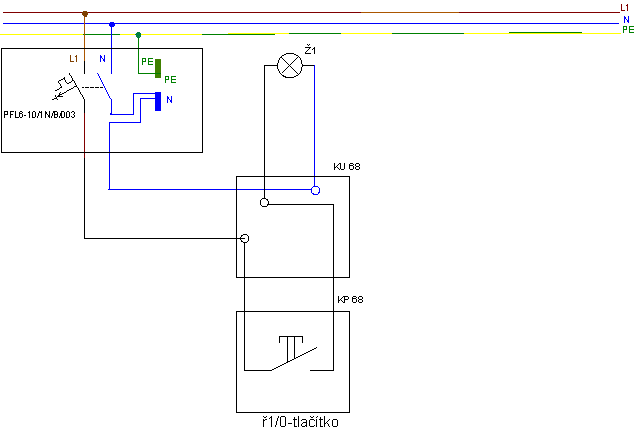 L1
N
PE
Ž1
L1 N PE
PE
N
PFL6-10/1N/B/003
KU 68
KP 68
ř1/0-tlačítko